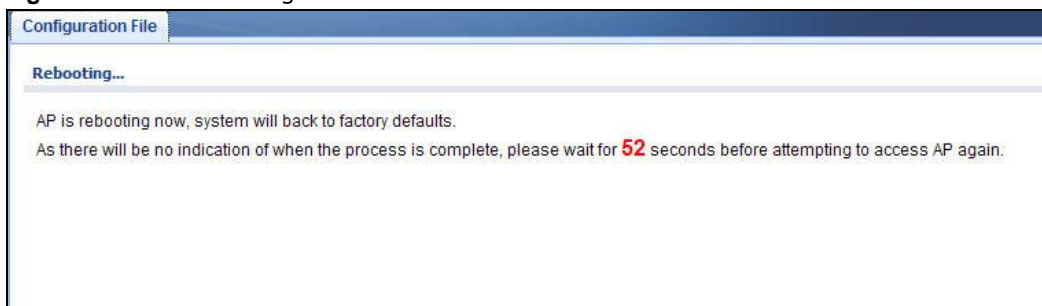 Configuration File
Rebooting...
AP is rebooting now, system will back to factory defaults.
As there will be no indication of when the process is complete, please wait for 52 seconds before attempting to access AP again.